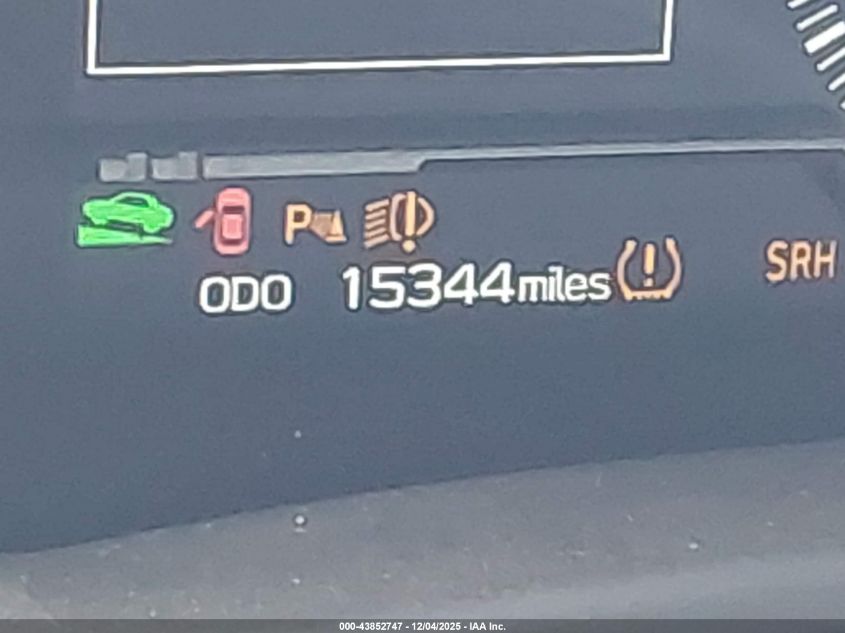 P
ODO 15344miles SRH
000-43852747 - 12/04/2025 - IAA Inc.